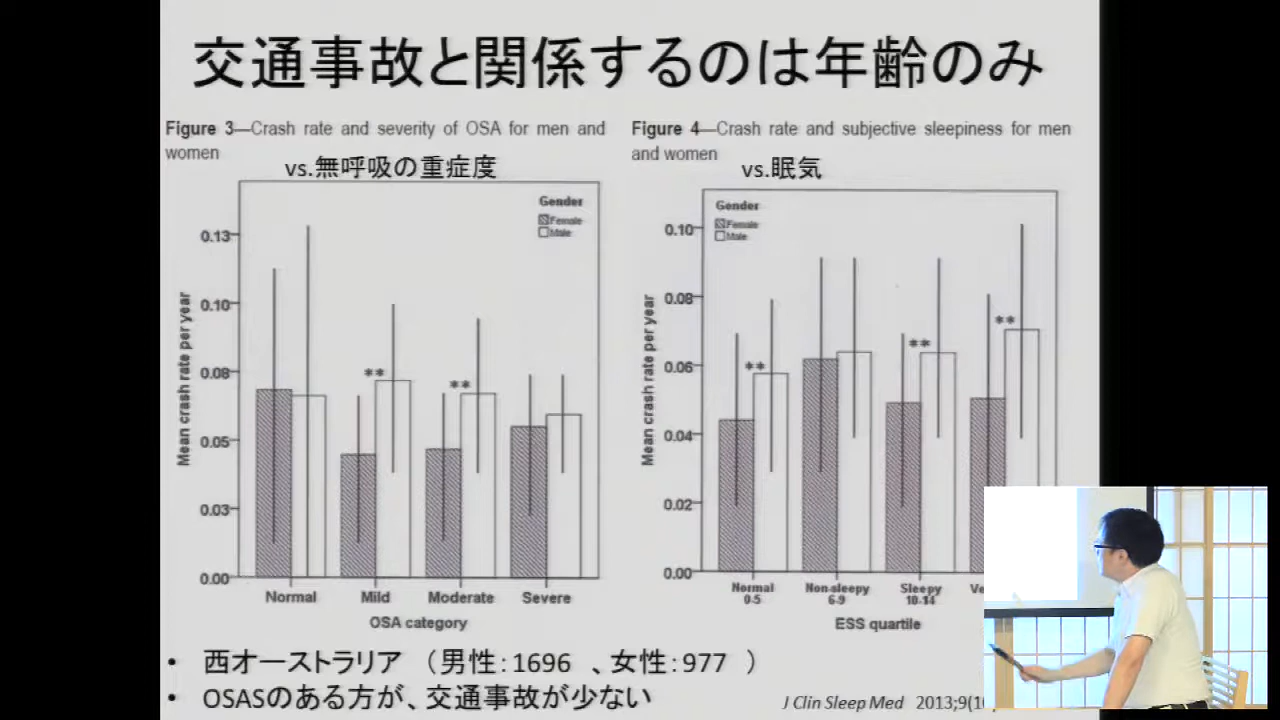 交通事故と関係するのは年齢のみ
Figure 3—Crash rate and severity of OSA for men and
women
vs.無呼吸の重症度
Gender
Female
Male
0.13
0.10
0.08
0.05
0.03
0.00
Mean crash rate per year
**
**
Normal
Mild
Moderate
Severe
OSA category
Figure 4—Crash rate and subjective sleepiness for men
and women
vs.眠気
Gender
Female
Male
0.10
0.08
0.06
0.04
0.02
0.00
Mean crash rate per year
**
**
**
Normal
0-5
Non-sleepy
6-9
Sleepy
10-14
ESS quartile
• 西オーストラリア （男性：1696 、女性：977 ）
• OSASのある方が、交通事故が少ない
J Clin Sleep Med 2013;9(